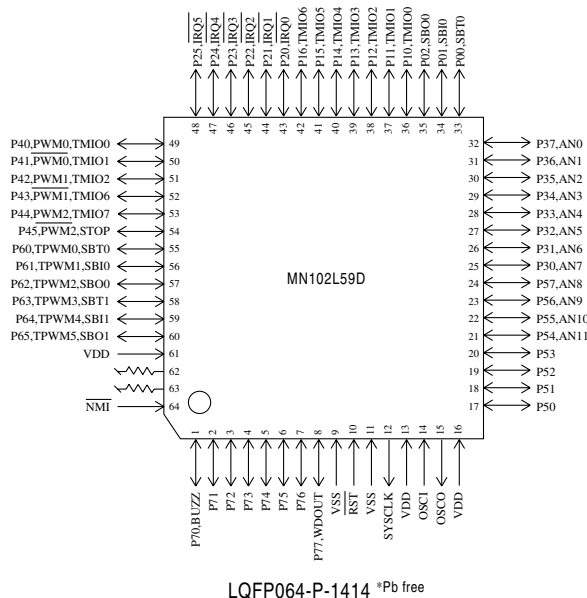 P25,IRQ5
P24,IRQ4
P23,IRQ3
P22,IRQ2
P21,IRQ1
P20,IRQ0
P16,TMIO6
P15,TMIO5
P14,TMIO4
P13,TMIO3
P12,TMIO2
P11,TMIO1
P10,TMIO0
P02,SBO0
P01,SBI0
P00,SBT0
48 47 46 45 44 43 42 41 40 39 38 37 36 35 34 33
P40,PWM0,TMIO0 49
P41,PWM0,TMIO1 50
P42,PWM1,TMIO2 51
P43,PWM1,TMIO6 52
P44,PWM2,TMIO7 53
P45,PWM2,STOP 54
P60,TPWM0,SBT0 55
P61,TPWM1,SBI0 56
P62,TPWM2,SBO0 57
P63,TPWM3,SBT1 58
P64,TPWM4,SBI1 59
P65,TPWM5,SBO1 60
VDD 61
62
63
NMI 64
MN102L59D
32 P37,AN0
31 P36,AN1
30 P35,AN2
29 P34,AN3
28 P33,AN4
27 P32,AN5
26 P31,AN6
25 P30,AN7
24 P57,AN8
23 P56,AN9
22 P55,AN10
21 P54,AN11
20 P53
19 P52
18 P51
17 P50
1 2 3 4 5 6 7 8 9 10 11 12 13 14 15 16
P70,BUZZ
P71
P72
P73
P74
P75
P76
P77,WDOUT
VSS
RST
VSS
SYSCLK
VDD
OSCI
OSCO
VDD
LQFP064-P-1414 *Pb free